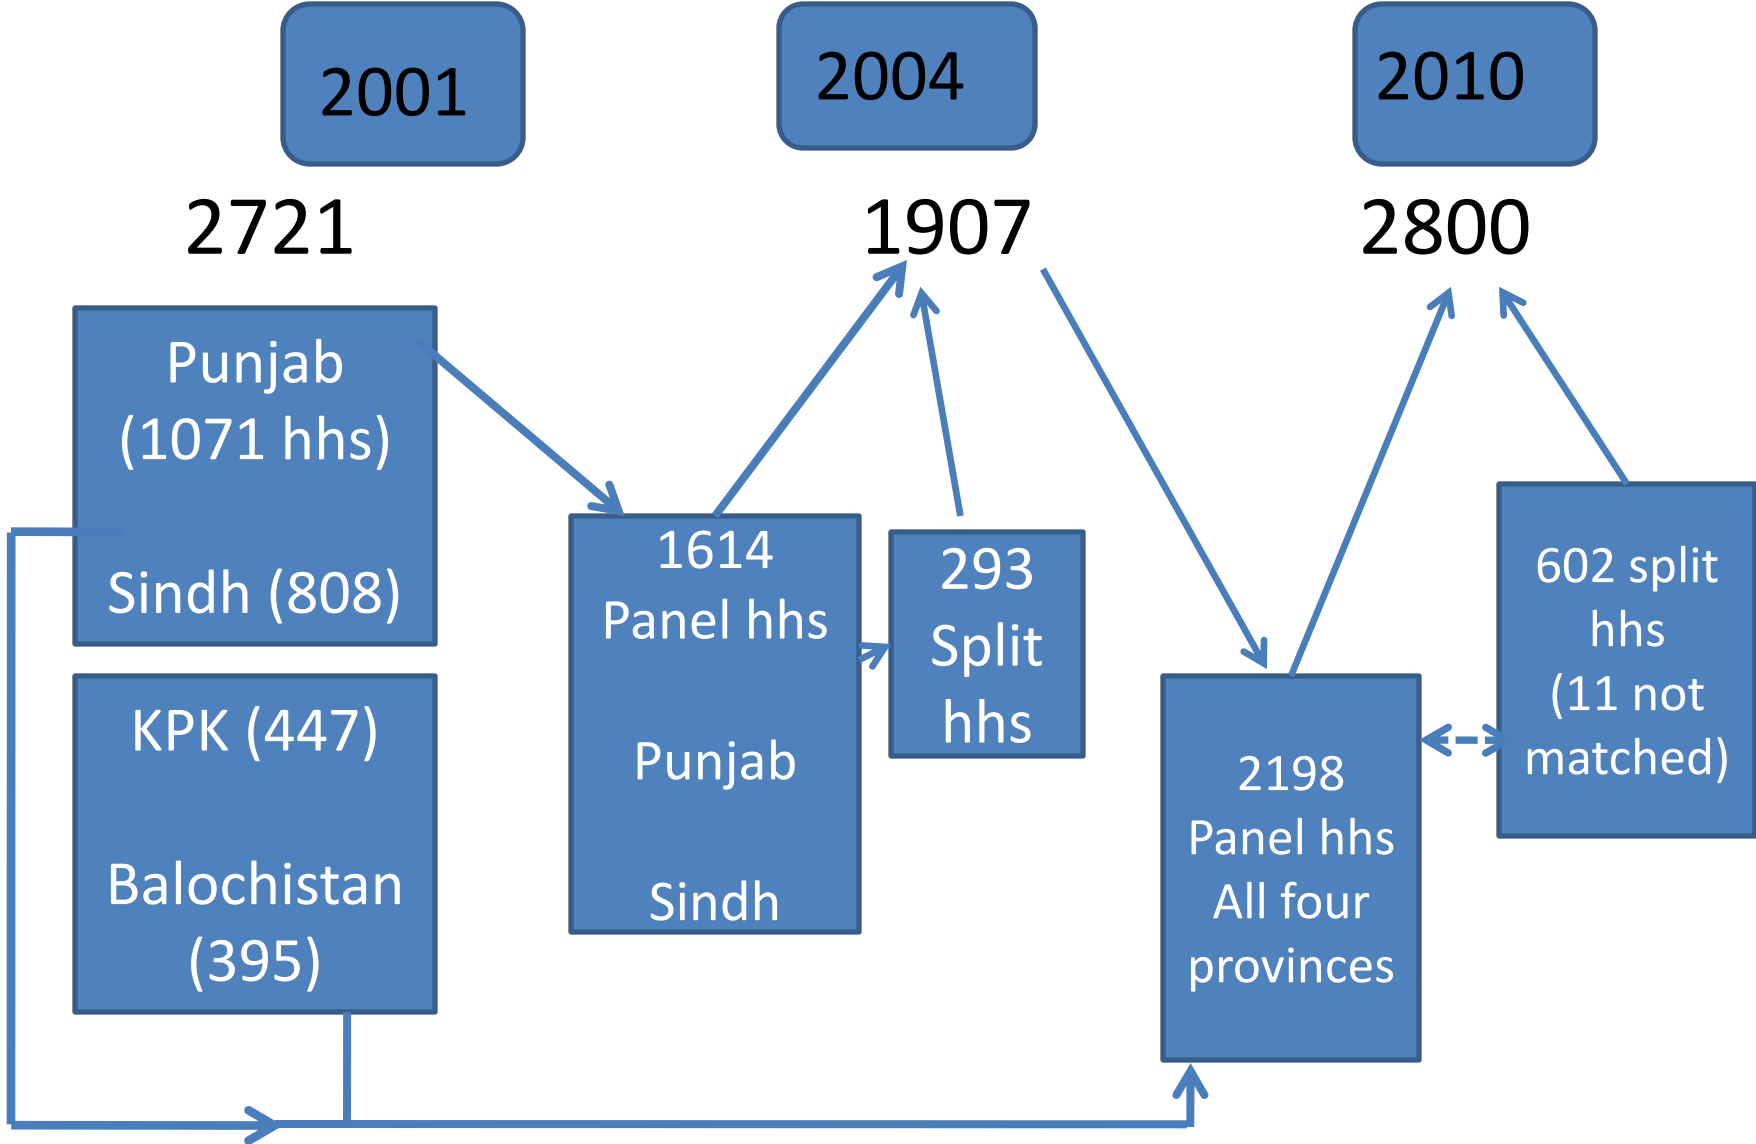 2001
2004
2010
2721
1907
2800
Punjab
(1071 hhs)
Sindh (808)
KPK (447)
Balochistan
(395)
1614
Panel hhs
Punjab
Sindh
293
Split
hhs
2198
Panel hhs
All four
provinces
602 split
hhs
(11 not
matched)